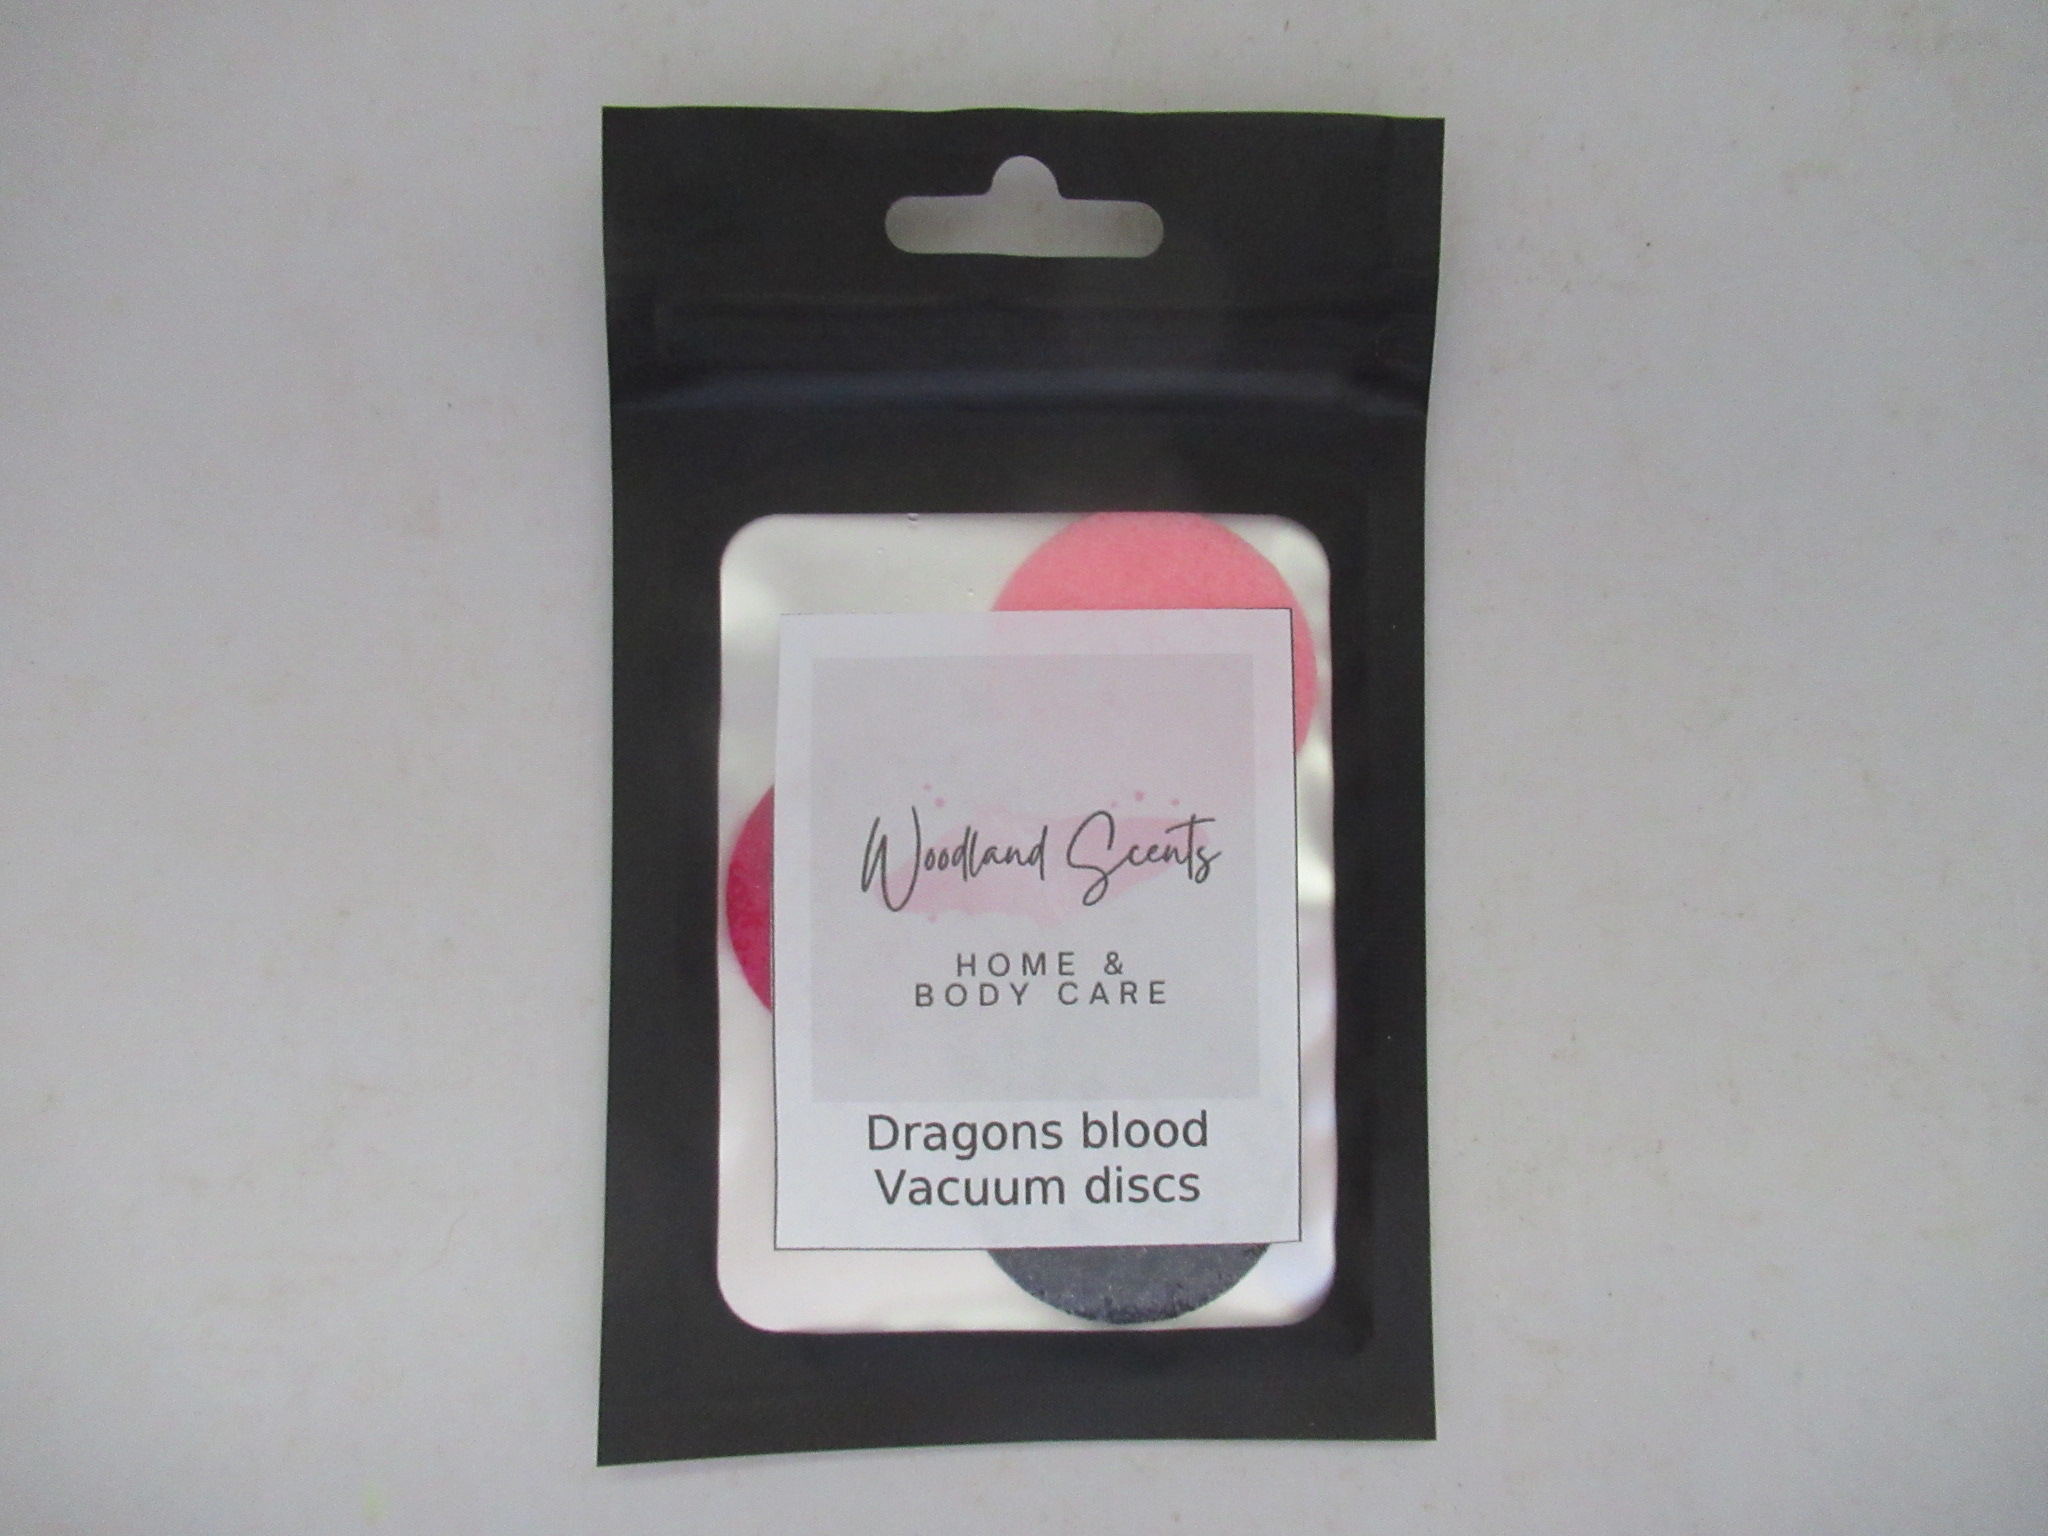 Woodland Scents
HOME &
BODY CARE
Dragons blood
Vacuum discs